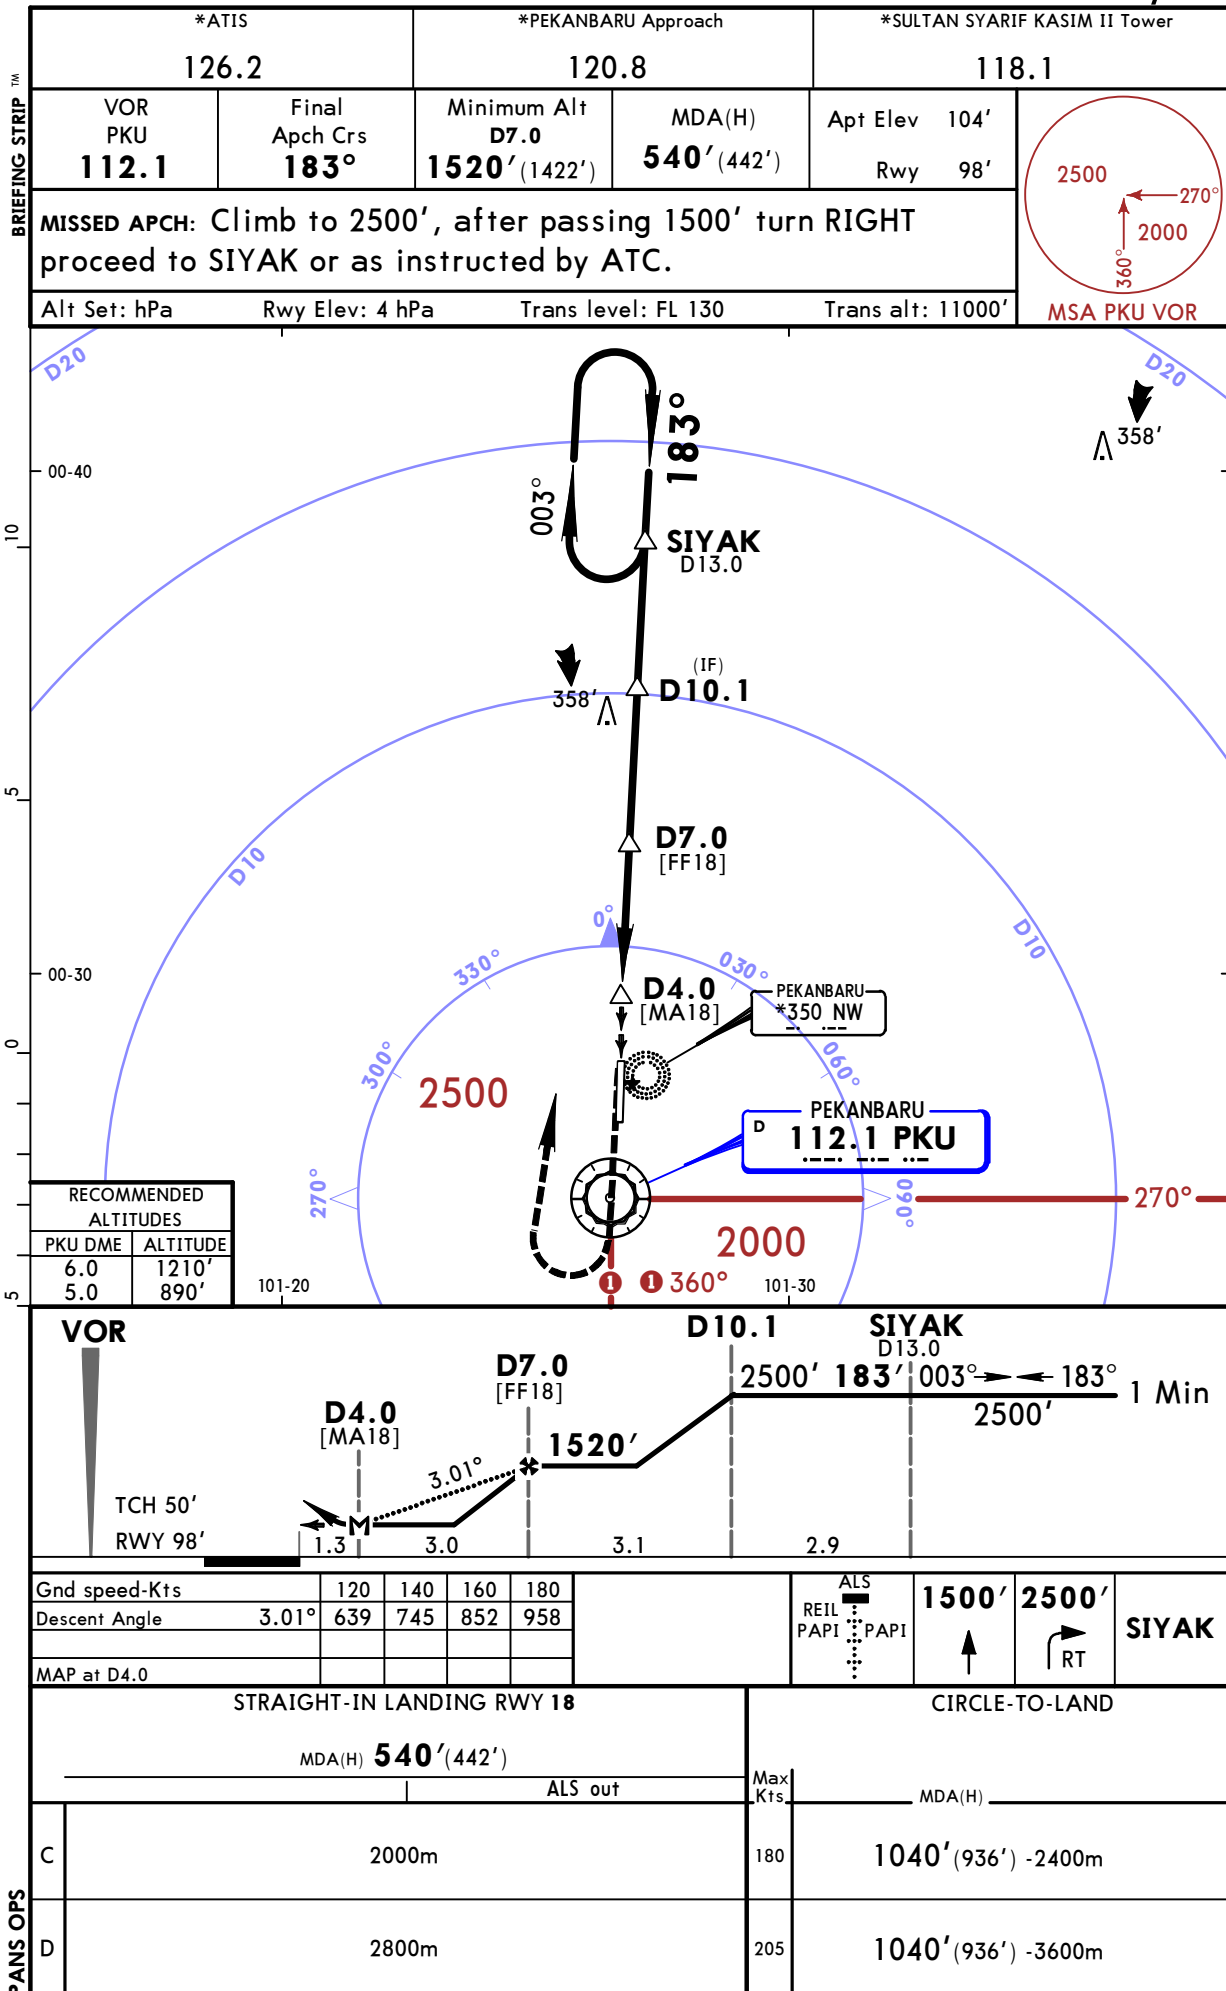 *ATIS
126.2
*PEKANBARU Approach
120.8
*SULTAN SYARIF KASIM II Tower
118.1
BRIEFING STRIP TM
VOR
PKU
112.1
Final
Apch Crs
183°
Minimum Alt
D7.0
1520'(1422')
MDA(H)
540'(442')
Apt Elev 104'
Rwy 98'
2500
270°
2000
360°
MSA PKU VOR
MISSED APCH: Climb to 2500', after passing 1500' turn RIGHT
proceed to SIYAK or as instructed by ATC.
Alt Set: hPa Rwy Elev: 4 hPa Trans level: FL 130 Trans alt: 11000'
D20
D20
358'
183°
00-40
003°
10
SIYAK
D13.0
(IF)
D10.1
358'
5
D7.0
[FF18]
D10
D10
0°
330°
030°
00-30
D4.0
[MA18]
PEKANBARU
*350 NW
0
300°
060°
2500
PEKANBARU
D 112.1 PKU
270°
090°
270°
2000
1 1 360°
RECOMMENDED
ALTITUDES
PKU DME ALTITUDE
6.0 1210'
5.0 890'
101-20
101-30
5
VOR
D10.1
SIYAK
D13.0
D7.0
[FF18]
2500' 183' 003° 183°
1 Min
2500'
D4.0
[MA18]
1520'
3.01°
TCH 50'
RWY 98'
M
1.3 3.0 3.1 2.9
Gnd speed-Kts 120 140 160 180
Descent Angle 3.01° 639 745 852 958
MAP at D4.0
ALS
REIL
PAPI PAPI
1500'
2500'
RT
SIYAK
STRAIGHT-IN LANDING RWY 18
MDA(H) 540'(442')
ALS out
CIRCLE-TO-LAND
Max
Kts
MDA(H)
C 2000m 180 1040'(936') -2400m
D 2800m 205 1040'(936') -3600m
PANS OPS